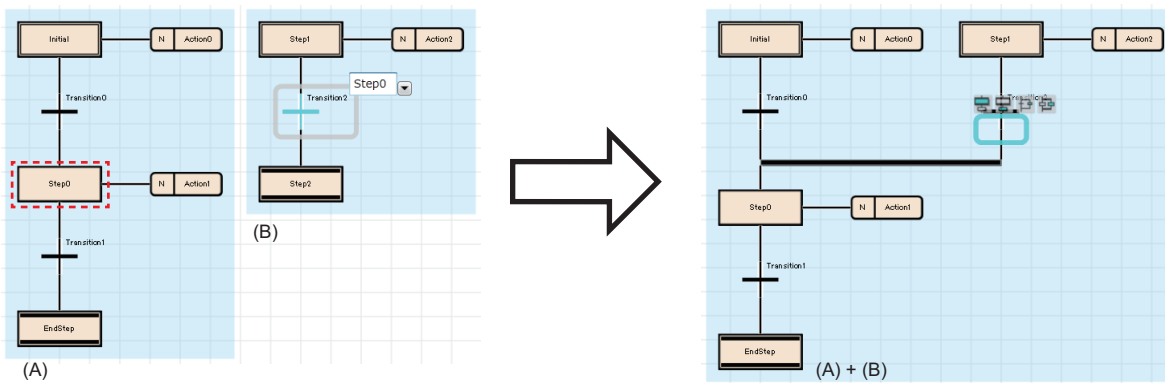 Initial
N Action0
Transition0
Step0
N Action1
Transition1
EndStep
(A)
Step1
N Action2
Step0
Transition2
Step2
(B)
Initial
N Action0
Step1
N Action2
Transition0
Step0
N Action1
Transition1
EndStep
(A) + (B)